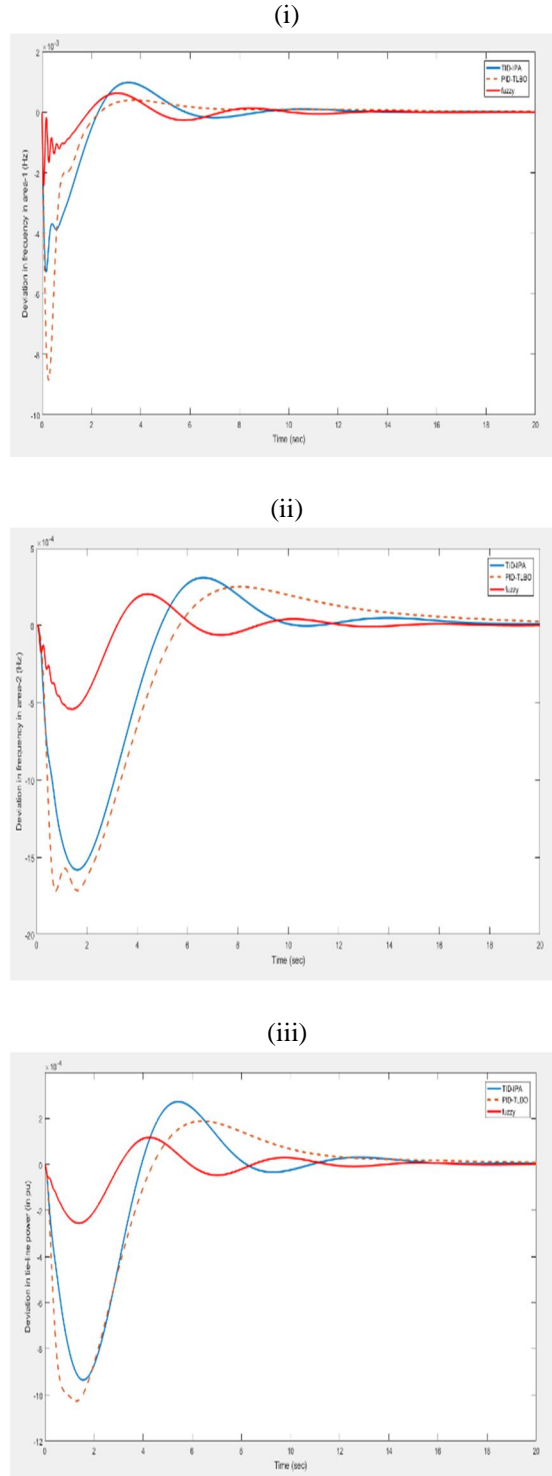 (i)
×10⁻³
2
0
-2
-4
-6
-8
-10
Deviation in frecuency in area-1 (Hz)
0 2 4 6 8 10 12 14 16 18 20
Time (sec)
TID-IPA
PID-TLBO
fuzzy
(ii)
×10⁻⁴
5
0
-5
-10
-15
-20
Deviation in frecuency in area-2 (Hz)
0 2 4 6 8 10 12 14 16 18 20
Time (sec)
TID-IPA
PID-TLBO
fuzzy
(iii)
×10⁻⁴
2
0
-2
-4
-6
-8
-10
-12
Deviation in tie-line power (in pu)
0 2 4 6 8 10 12 14 16 18 20
Time (sec)
TID-IPA
PID-TLBO
fuzzy